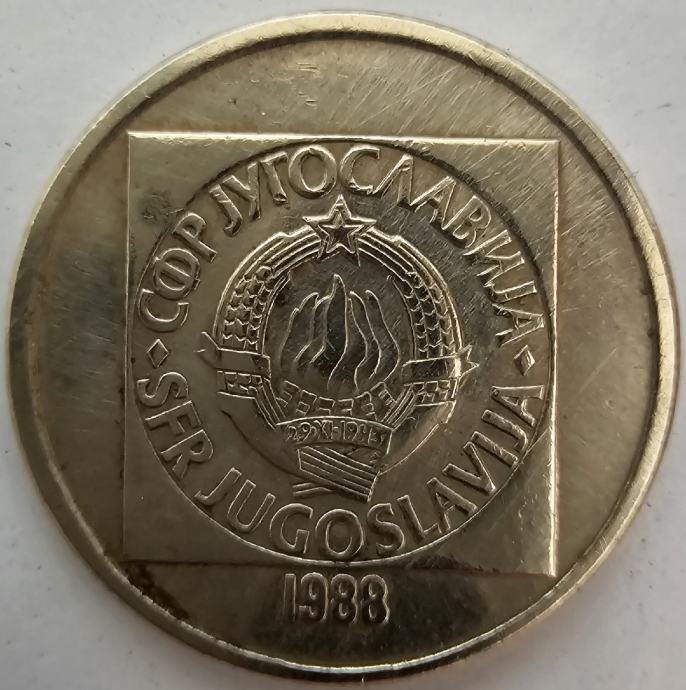 СФР ЈУГОСЛАВИЈА
SFR JUGOSLAVIJA
29·XI·1943
1988